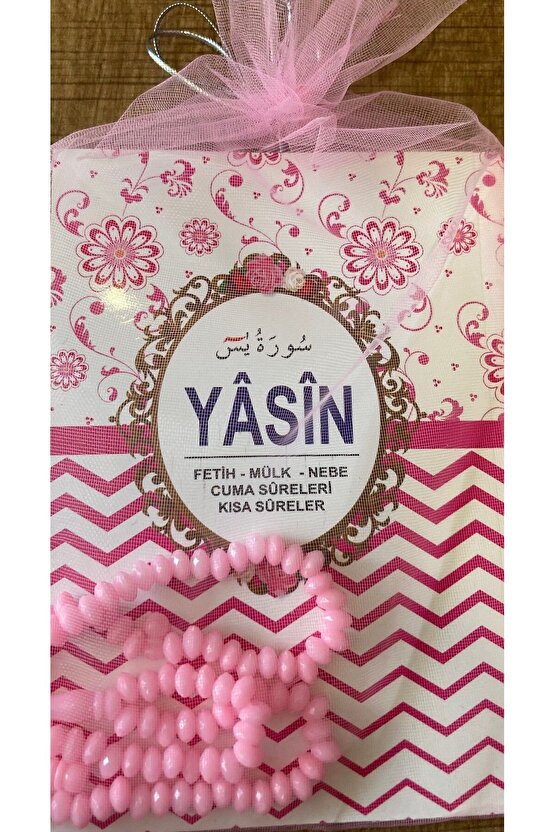 سُورَةُ يٰسٓ
YÂSÎN
FETİH - MÜLK - NEBE
CUMA SÛRELERİ
KISA SÛRELER